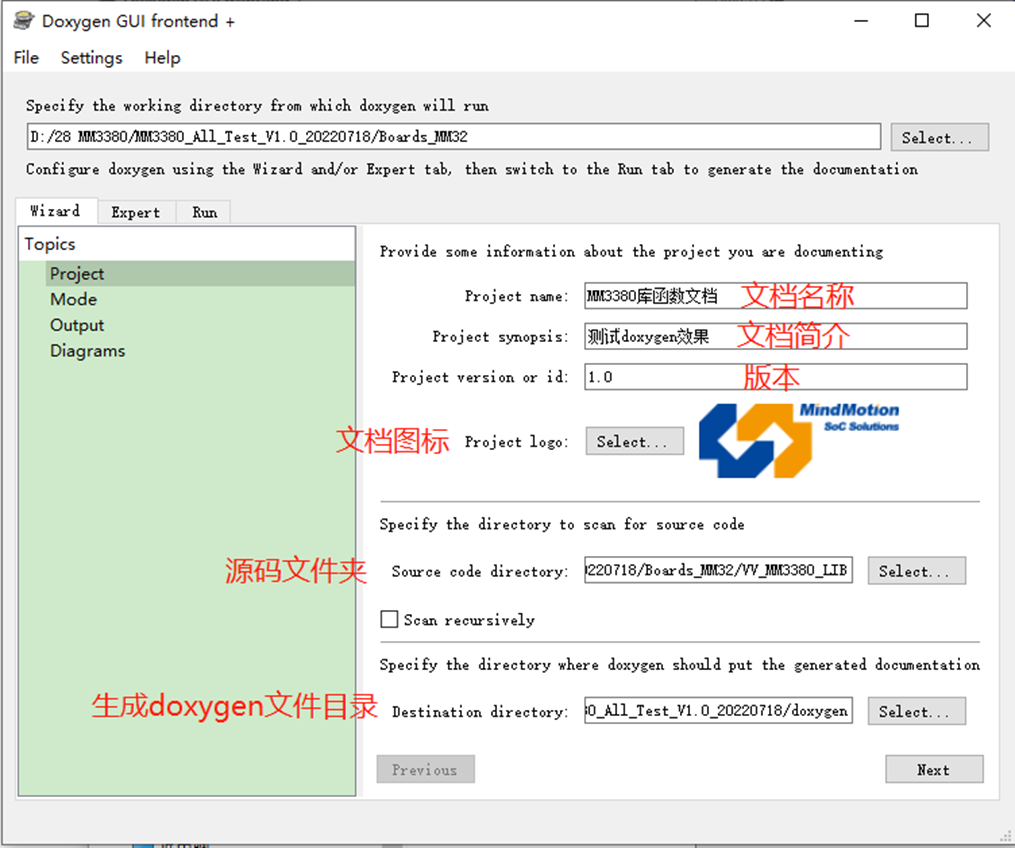 Doxygen GUI frontend +
File Settings Help
Specify the working directory from which doxygen will run
D:/28 MM3380/MM3380_All_Test_V1.0_20220718/Boards_MM32 Select...
Configure doxygen using the Wizard and/or Expert tab, then switch to the Run tab to generate the documentation
Wizard Expert Run
Topics
Project
Mode
Output
Diagrams
Provide some information about the project you are documenting
Project name: MM3380库函数文档 文档名称
Project synopsis: 测试doxygen效果 文档简介
Project version or id: 1.0 版本
文档图标 Project logo: Select...
MindMotion
SoC Solutions
Specify the directory to scan for source code
源码文件夹 Source code directory: 0220718/Boards_MM32/VV_MM3380_LIB Select...
Scan recursively
Specify the directory where doxygen should put the generated documentation
生成doxygen文件目录 Destination directory: 80_All_Test_V1.0_20220718/doxygen Select...
Previous Next